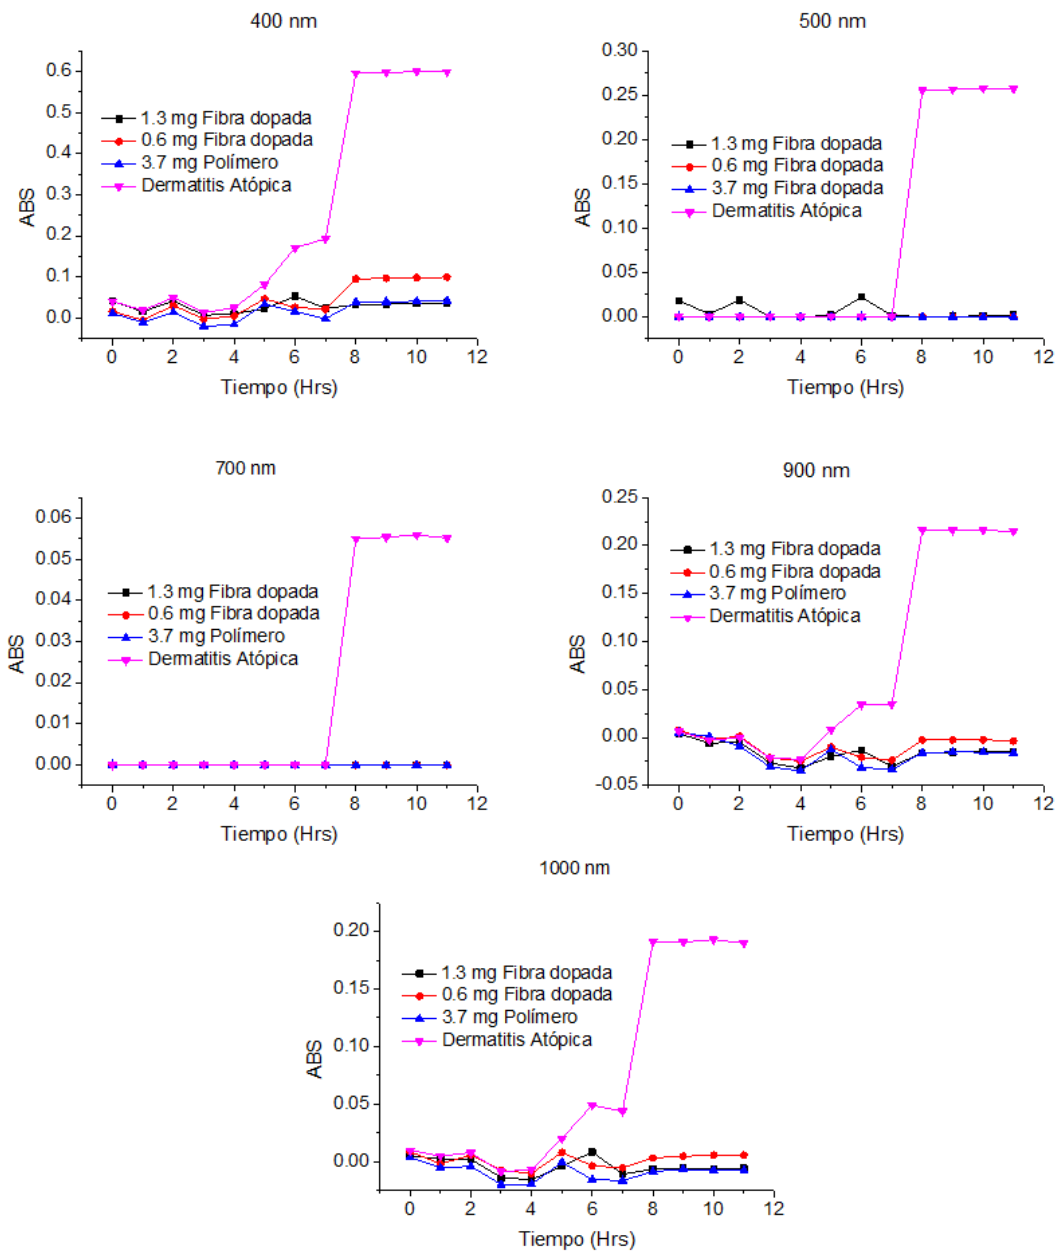 400 nm
0.6
0.5
0.4
0.3
0.2
0.1
0.0
ABS
1.3 mg Fibra dopada
0.6 mg Fibra dopada
3.7 mg Polímero
Dermatitis Atópica
0 2 4 6 8 10 12
Tiempo (Hrs)
500 nm
0.30
0.25
0.20
0.15
0.10
0.05
0.00
ABS
1.3 mg Fibra dopada
0.6 mg Fibra dopada
3.7 mg Fibra dopada
Dermatitis Atópica
0 2 4 6 8 10 12
Tiempo (Hrs)
700 nm
0.06
0.05
0.04
0.03
0.02
0.01
0.00
ABS
1.3 mg Fibra dopada
0.6 mg Fibra dopada
3.7 mg Polímero
Dermatitis Atópica
0 2 4 6 8 10 12
Tiempo (Hrs)
900 nm
0.25
0.20
0.15
0.10
0.05
0.00
-0.05
ABS
1.3 mg Fibra dopada
0.6 mg Fibra dopada
3.7 mg Polímero
Dermatitis Atópica
0 2 4 6 8 10 12
Tiempo (Hrs)
1000 nm
0.20
0.15
0.10
0.05
0.00
ABS
1.3 mg Fibra dopada
0.6 mg Fibra dopada
3.7 mg Polímero
Dermatitis Atópica
0 2 4 6 8 10 12
Tiempo (Hrs)